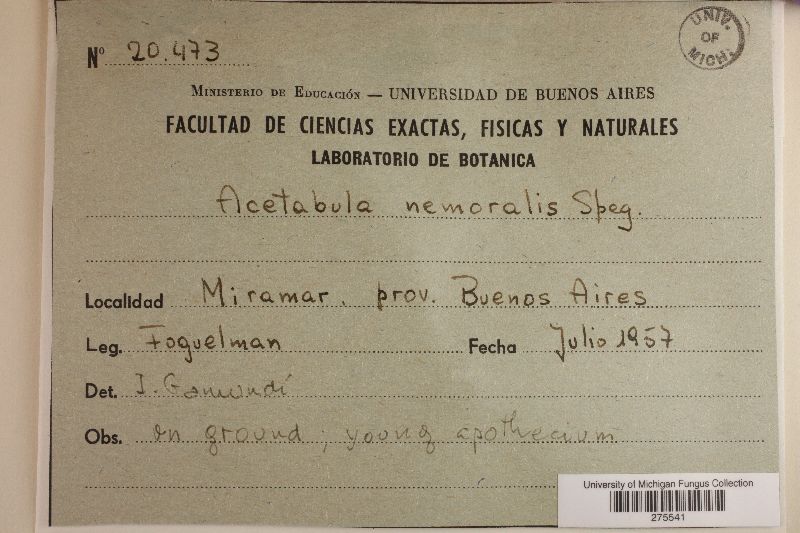 UNIV. OF MICH.
Nº 20.473
MINISTERIO DE EDUCACIÓN — UNIVERSIDAD DE BUENOS AIRES
FACULTAD DE CIENCIAS EXACTAS, FISICAS Y NATURALES
LABORATORIO DE BOTANICA
Acetabula nemoralis Speg.
Localidad Miramar. prov. Buenos Aires
Leg. Foguelman Fecha Julio 1957
Det. I. Gamundí
Obs. on ground ; young apothecium
University of Michigan Fungus Collection
275541